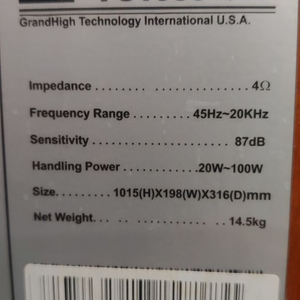 GrandHigh Technology International U.S.A.
Impedance . . . . . . . . . . . . . . . . . . . . 4Ω
Frequency Range . . . . . . . . . 45Hz~20KHz
Sensitivity . . . . . . . . . . . . . . . . . . . 87dB
Handling Power . . . . . . . . . . . 20W~100W
Size. . . . . . . . . 1015(H)X198(W)X316(D)mm
Net Weight. . . . . . . . . . . . . . . . . 14.5kg